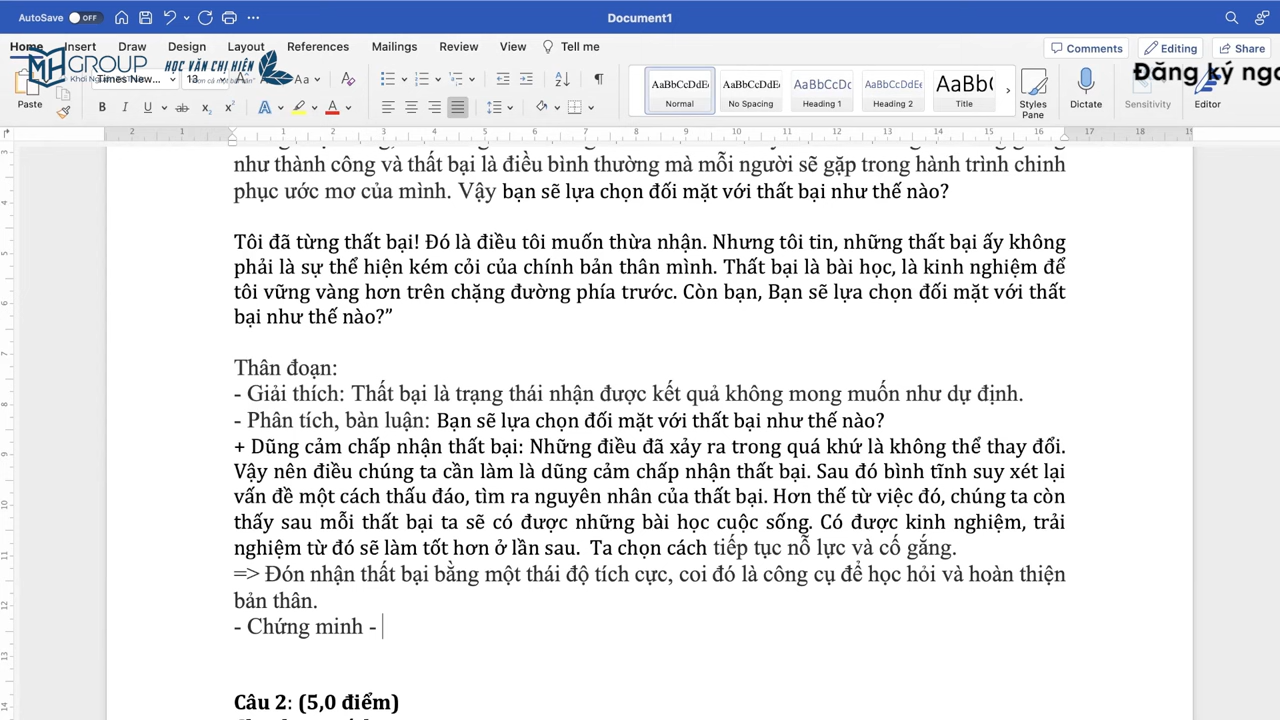 AutoSave OFF Document1
Home Insert Draw Design Layout References Mailings Review View Tell me Comments Editing Share
MH GROUP
HỌC VĂN CHỊ HIÊN
Đăng ký
Times New... 13 Aa
Paste
AaBbCcDdEe AaBbCcDdEe AaBbCcDc AaBbCcDdEe AaBb(
Normal No Spacing Heading 1 Heading 2 Title Styles Pane Dictate Sensitivity Editor
như thành công và thất bại là điều bình thường mà mỗi người sẽ gặp trong hành trình chinh
phục ước mơ của mình. Vậy bạn sẽ lựa chọn đối mặt với thất bại như thế nào?
Tôi đã từng thất bại! Đó là điều tôi muốn thừa nhận. Nhưng tôi tin, những thất bại ấy không
phải là sự thể hiện kém cỏi của chính bản thân mình. Thất bại là bài học, là kinh nghiệm để
tôi vững vàng hơn trên chặng đường phía trước. Còn bạn, Bạn sẽ lựa chọn đối mặt với thất
bại như thế nào?”
Thân đoạn:
- Giải thích: Thất bại là trạng thái nhận được kết quả không mong muốn như dự định.
- Phân tích, bàn luận: Bạn sẽ lựa chọn đối mặt với thất bại như thế nào?
+ Dũng cảm chấp nhận thất bại: Những điều đã xảy ra trong quá khứ là không thể thay đổi.
Vậy nên điều chúng ta cần làm là dũng cảm chấp nhận thất bại. Sau đó bình tĩnh suy xét lại
vấn đề một cách thấu đáo, tìm ra nguyên nhân của thất bại. Hơn thế từ việc đó, chúng ta còn
thấy sau mỗi thất bại ta sẽ có được những bài học cuộc sống. Có được kinh nghiệm, trải
nghiệm từ đó sẽ làm tốt hơn ở lần sau. Ta chọn cách tiếp tục nỗ lực và cố gắng.
=> Đón nhận thất bại bằng một thái độ tích cực, coi đó là công cụ để học hỏi và hoàn thiện
bản thân.
- Chứng minh -
Câu 2: (5,0 điểm)